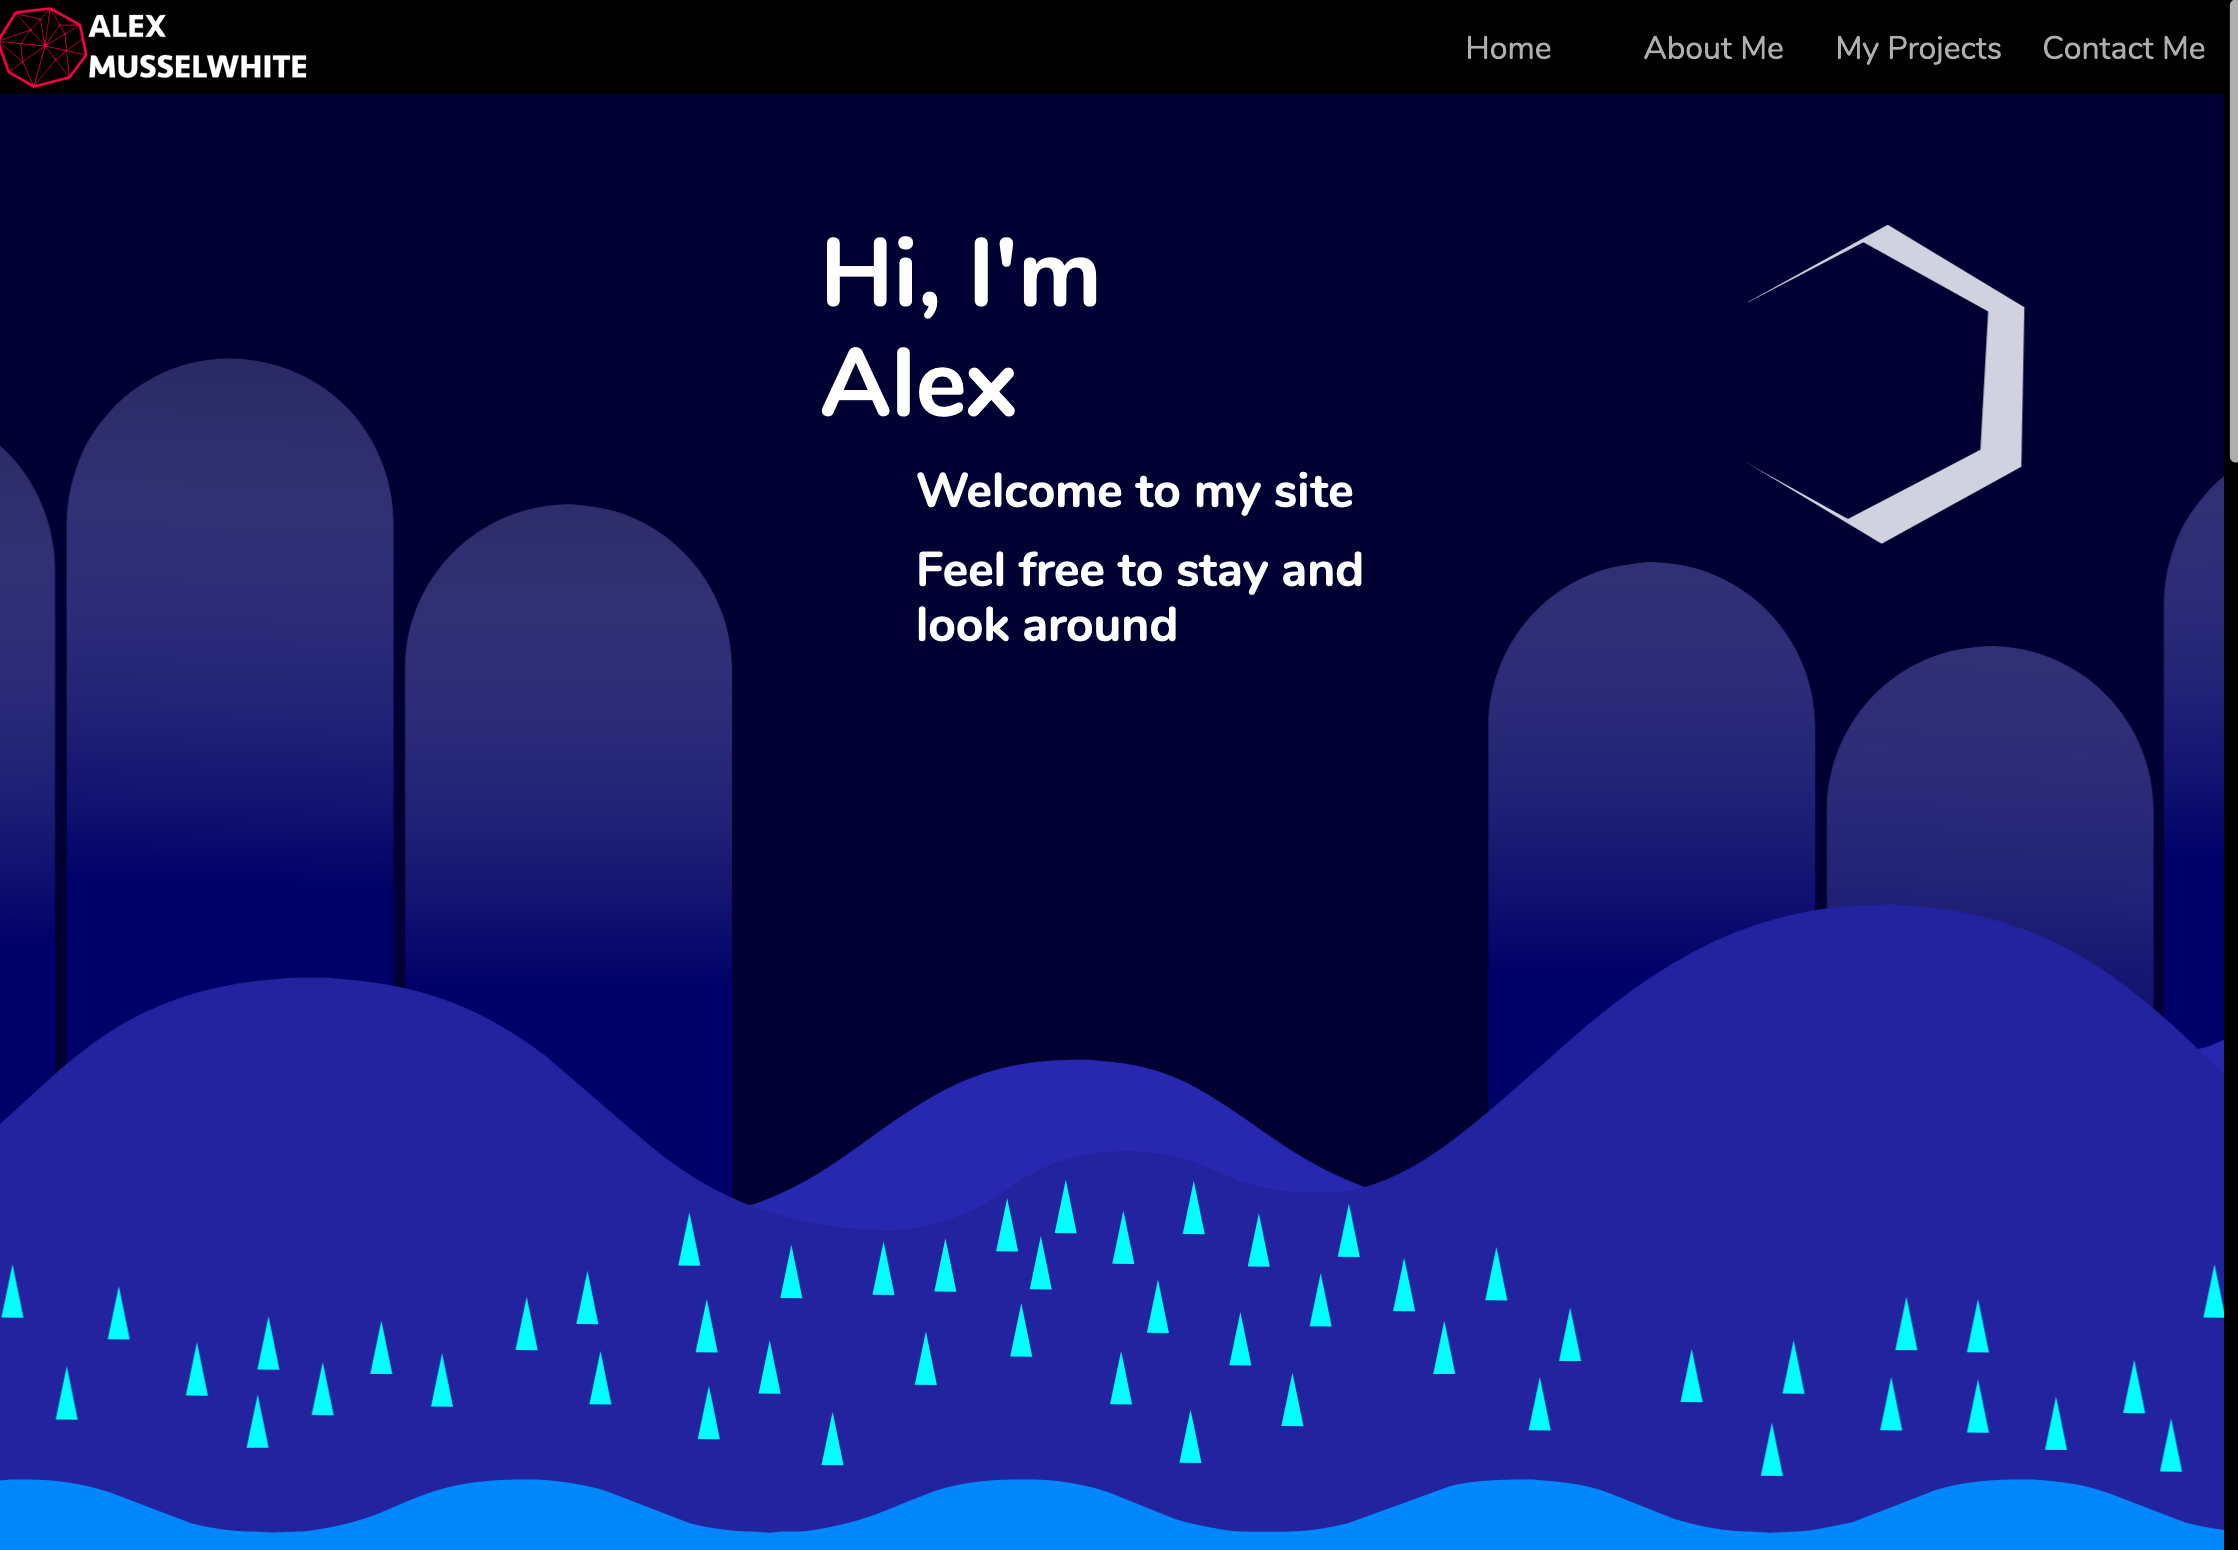 ALEX
MUSSELWHITE
Home About Me My Projects Contact Me
Hi, I'm
Alex
Welcome to my site
Feel free to stay and
look around